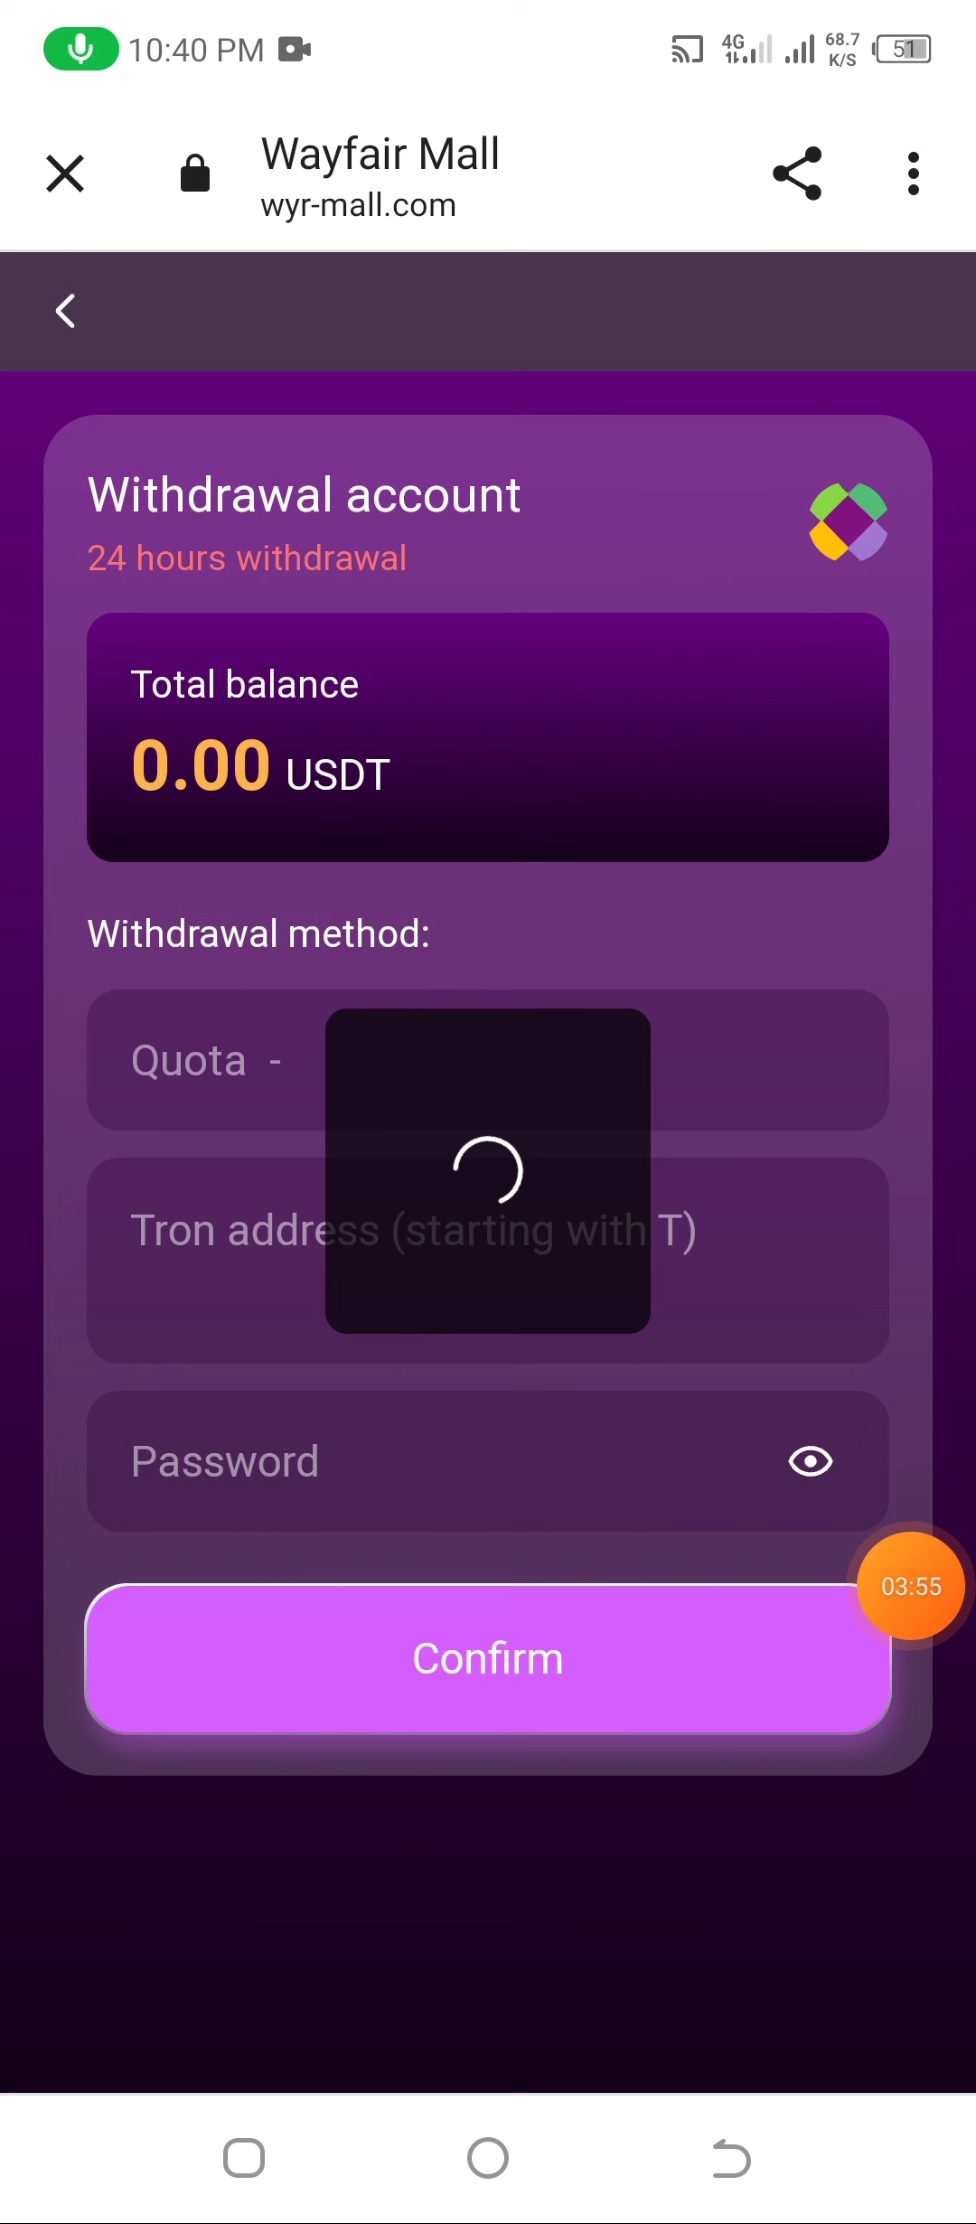 10:40 PM
4G
68.7
K/S
51
Wayfair Mall
wyr-mall.com
Withdrawal account
24 hours withdrawal
Total balance
0.00 USDT
Withdrawal method:
Quota -
Tron address (starting with T)
Password
03:55
Confirm